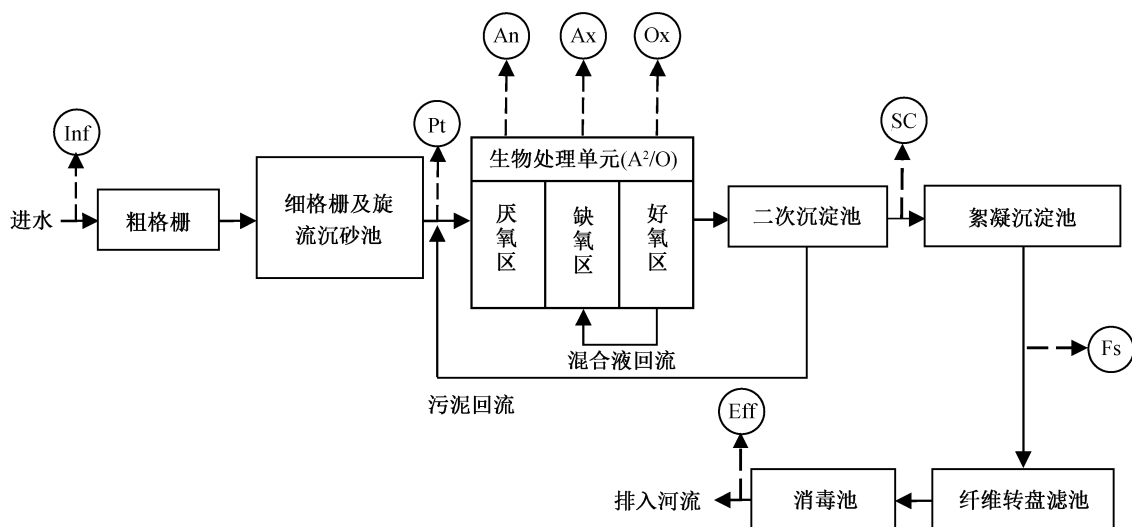 An
Ax
Ox
Inf
Pt
SC
生物处理单元(A²/O)
进水
粗格栅
细格栅及旋
流沉砂池
厌氧区
缺氧区
好氧区
二次沉淀池
絮凝沉淀池
混合液回流
污泥回流
Fs
Eff
排入河流
消毒池
纤维转盘滤池